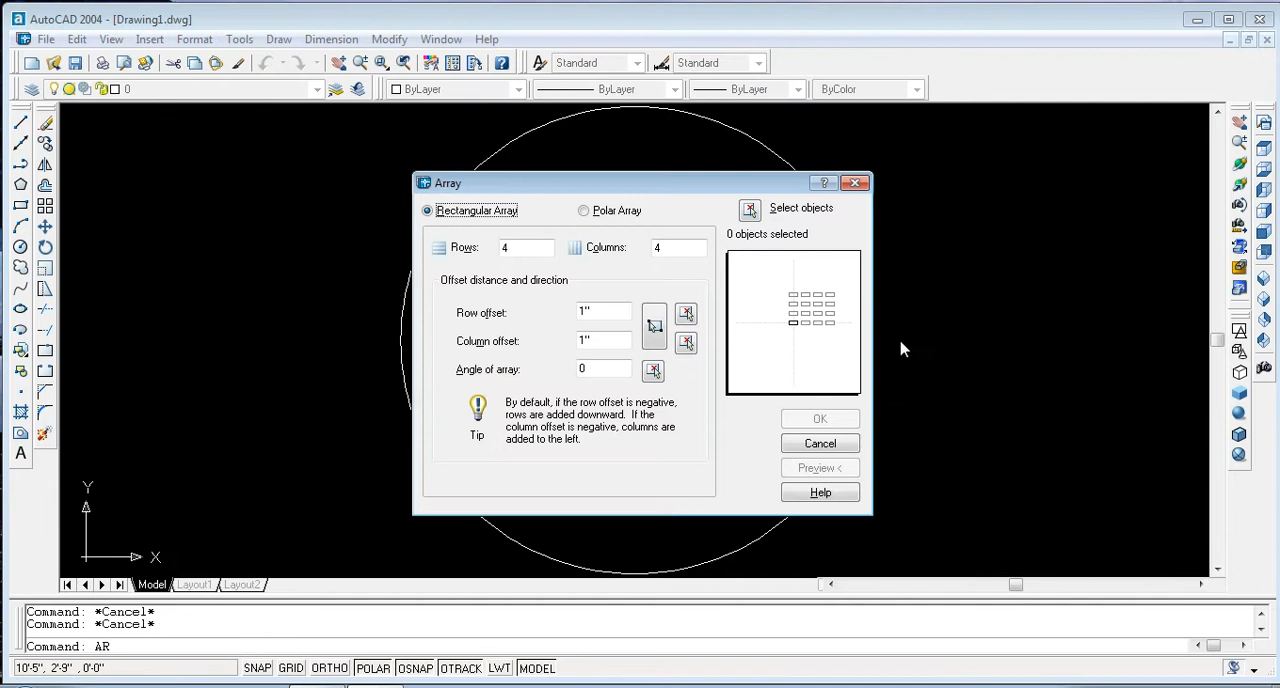 AutoCAD 2004 - [Drawing1.dwg]
File Edit View Insert Format Tools Draw Dimension Modify Window Help
Standard Standard
0 ByLayer ByLayer ByLayer ByColor
Array
Rectangular Array Polar Array Select objects
0 objects selected
Rows: 4 Columns: 4
Offset distance and direction
Row offset: 1"
Column offset: 1"
Angle of array: 0
By default, if the row offset is negative,
rows are added downward. If the
column offset is negative, columns are
added to the left.
Tip
OK
Cancel
Preview <
Help
A
Y
X
Model Layout1 Layout2
Command: *Cancel*
Command: *Cancel*
Command: AR
10'-5", 2'-9" ,0'-0" SNAP GRID ORTHO POLAR OSNAP OTRACK LWT MODEL